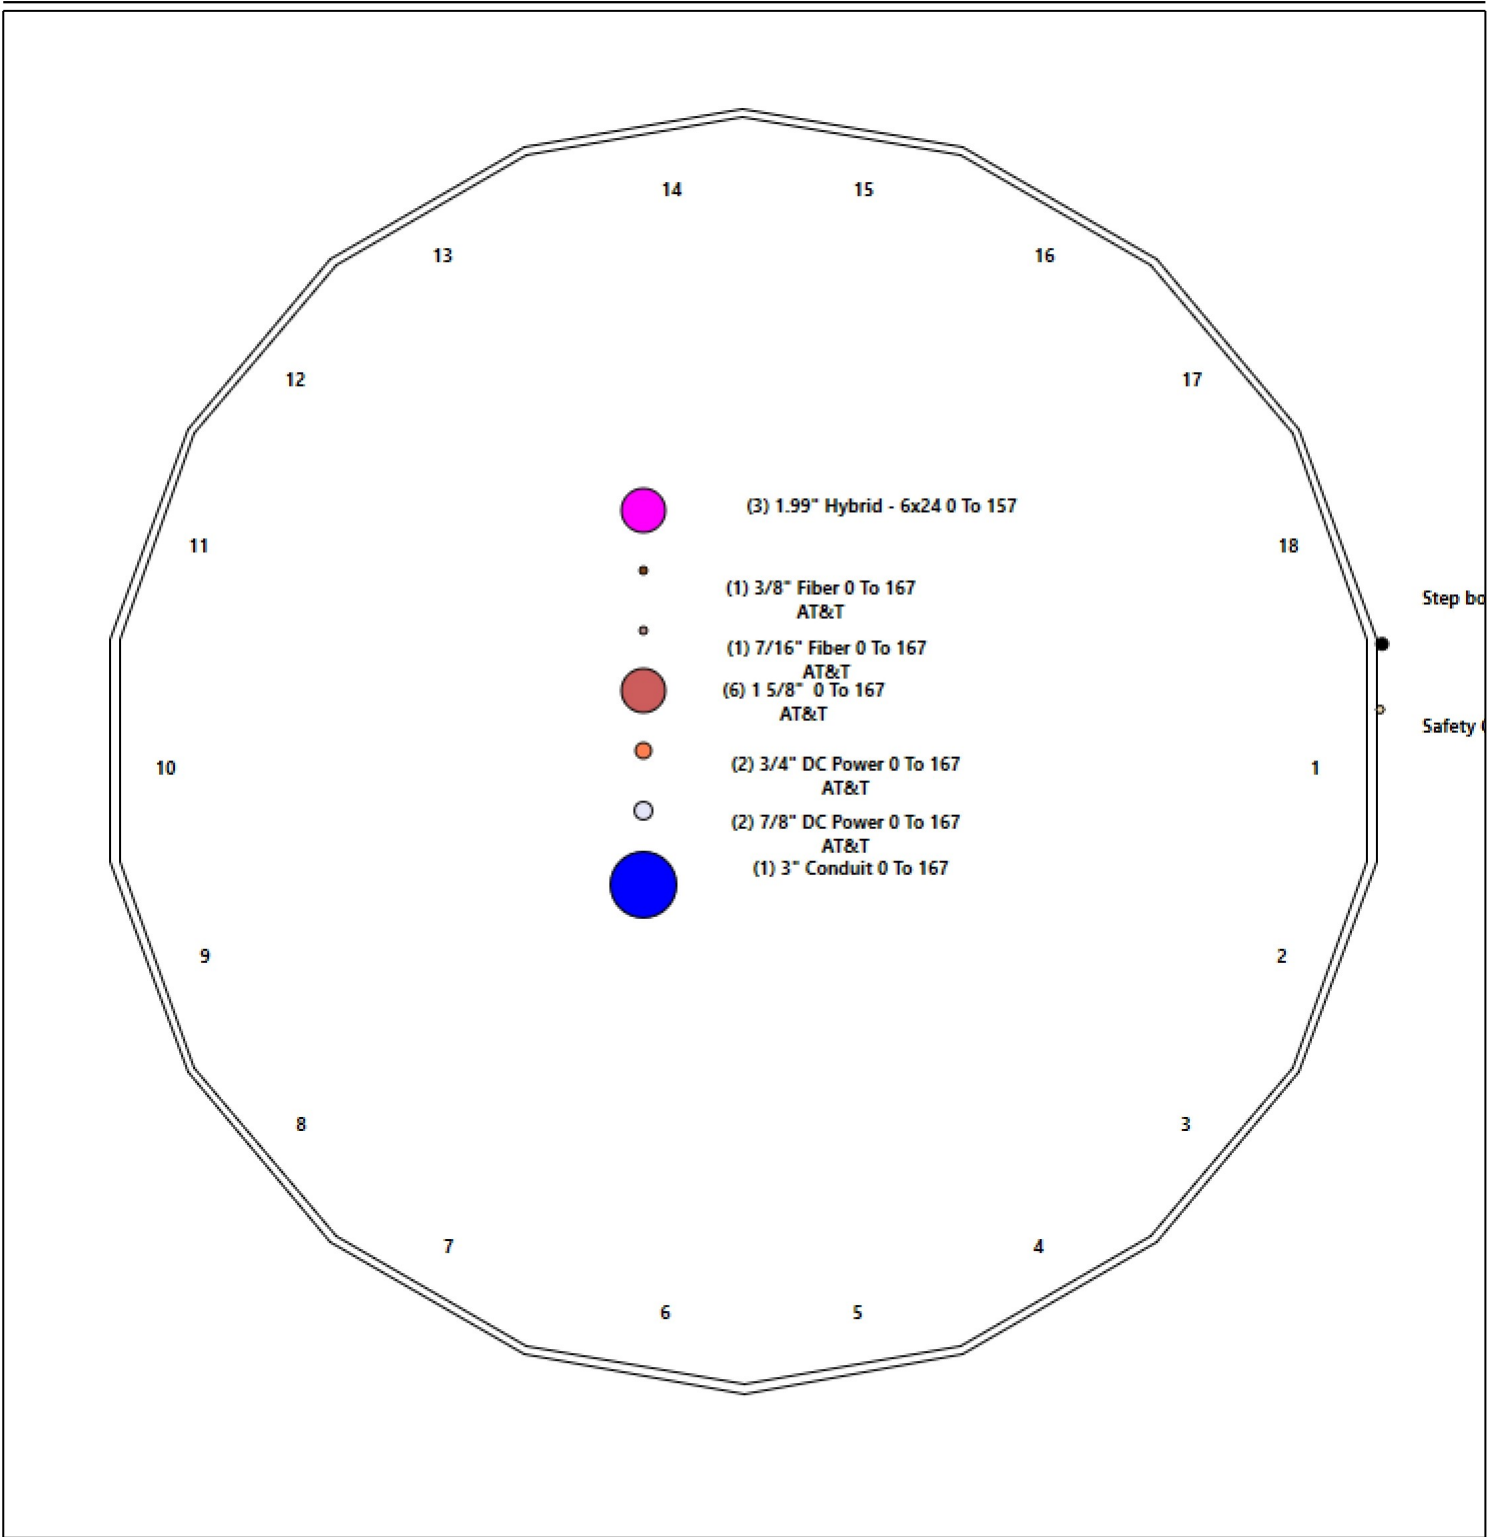 14
15
13
16
12
17
(3) 1.99" Hybrid - 6x24 0 To 157
11
18
(1) 3/8" Fiber 0 To 167
AT&T
Step
(1) 7/16" Fiber 0 To 167
AT&T
(6) 1 5/8" 0 To 167
AT&T
Safety
(2) 3/4" DC Power 0 To 167
AT&T
10
1
(2) 7/8" DC Power 0 To 167
AT&T
(1) 3" Conduit 0 To 167
9
2
8
3
7
4
6
5